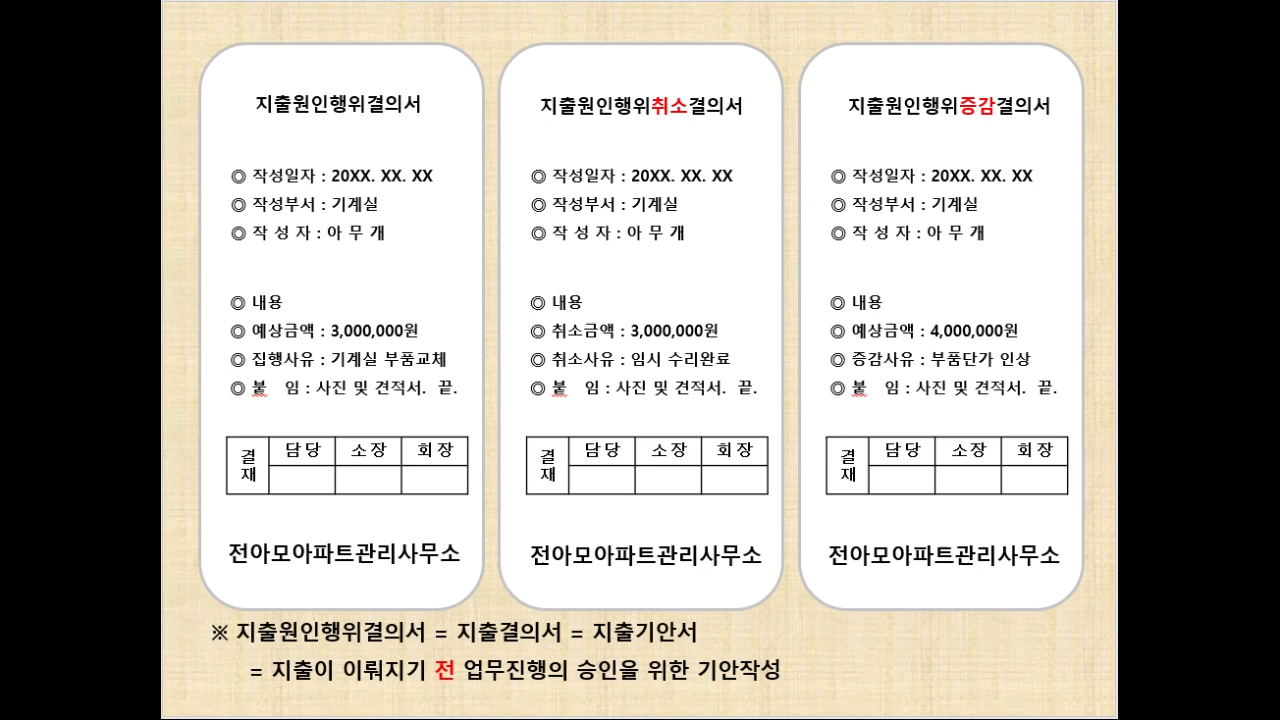 지출원인행위결의서
◎ 작성일자 : 20XX. XX. XX
◎ 작성부서 : 기계실
◎ 작 성 자 : 아 무 개
◎ 내용
◎ 예상금액 : 3,000,000원
◎ 집행사유 : 기계실 부품교체
◎ 붙 임 : 사진 및 견적서. 끝.
결재 담당 소장 회장
전아모아파트관리사무소
지출원인행위취소결의서
◎ 작성일자 : 20XX. XX. XX
◎ 작성부서 : 기계실
◎ 작 성 자 : 아 무 개
◎ 내용
◎ 취소금액 : 3,000,000원
◎ 취소사유 : 임시 수리완료
◎ 붙 임 : 사진 및 견적서. 끝.
결재 담당 소장 회장
전아모아파트관리사무소
지출원인행위증감결의서
◎ 작성일자 : 20XX. XX. XX
◎ 작성부서 : 기계실
◎ 작 성 자 : 아 무 개
◎ 내용
◎ 예상금액 : 4,000,000원
◎ 증감사유 : 부품단가 인상
◎ 붙 임 : 사진 및 견적서. 끝.
결재 담당 소장 회장
전아모아파트관리사무소
※ 지출원인행위결의서 = 지출결의서 = 지출기안서
= 지출이 이뤄지기 전 업무진행의 승인을 위한 기안작성